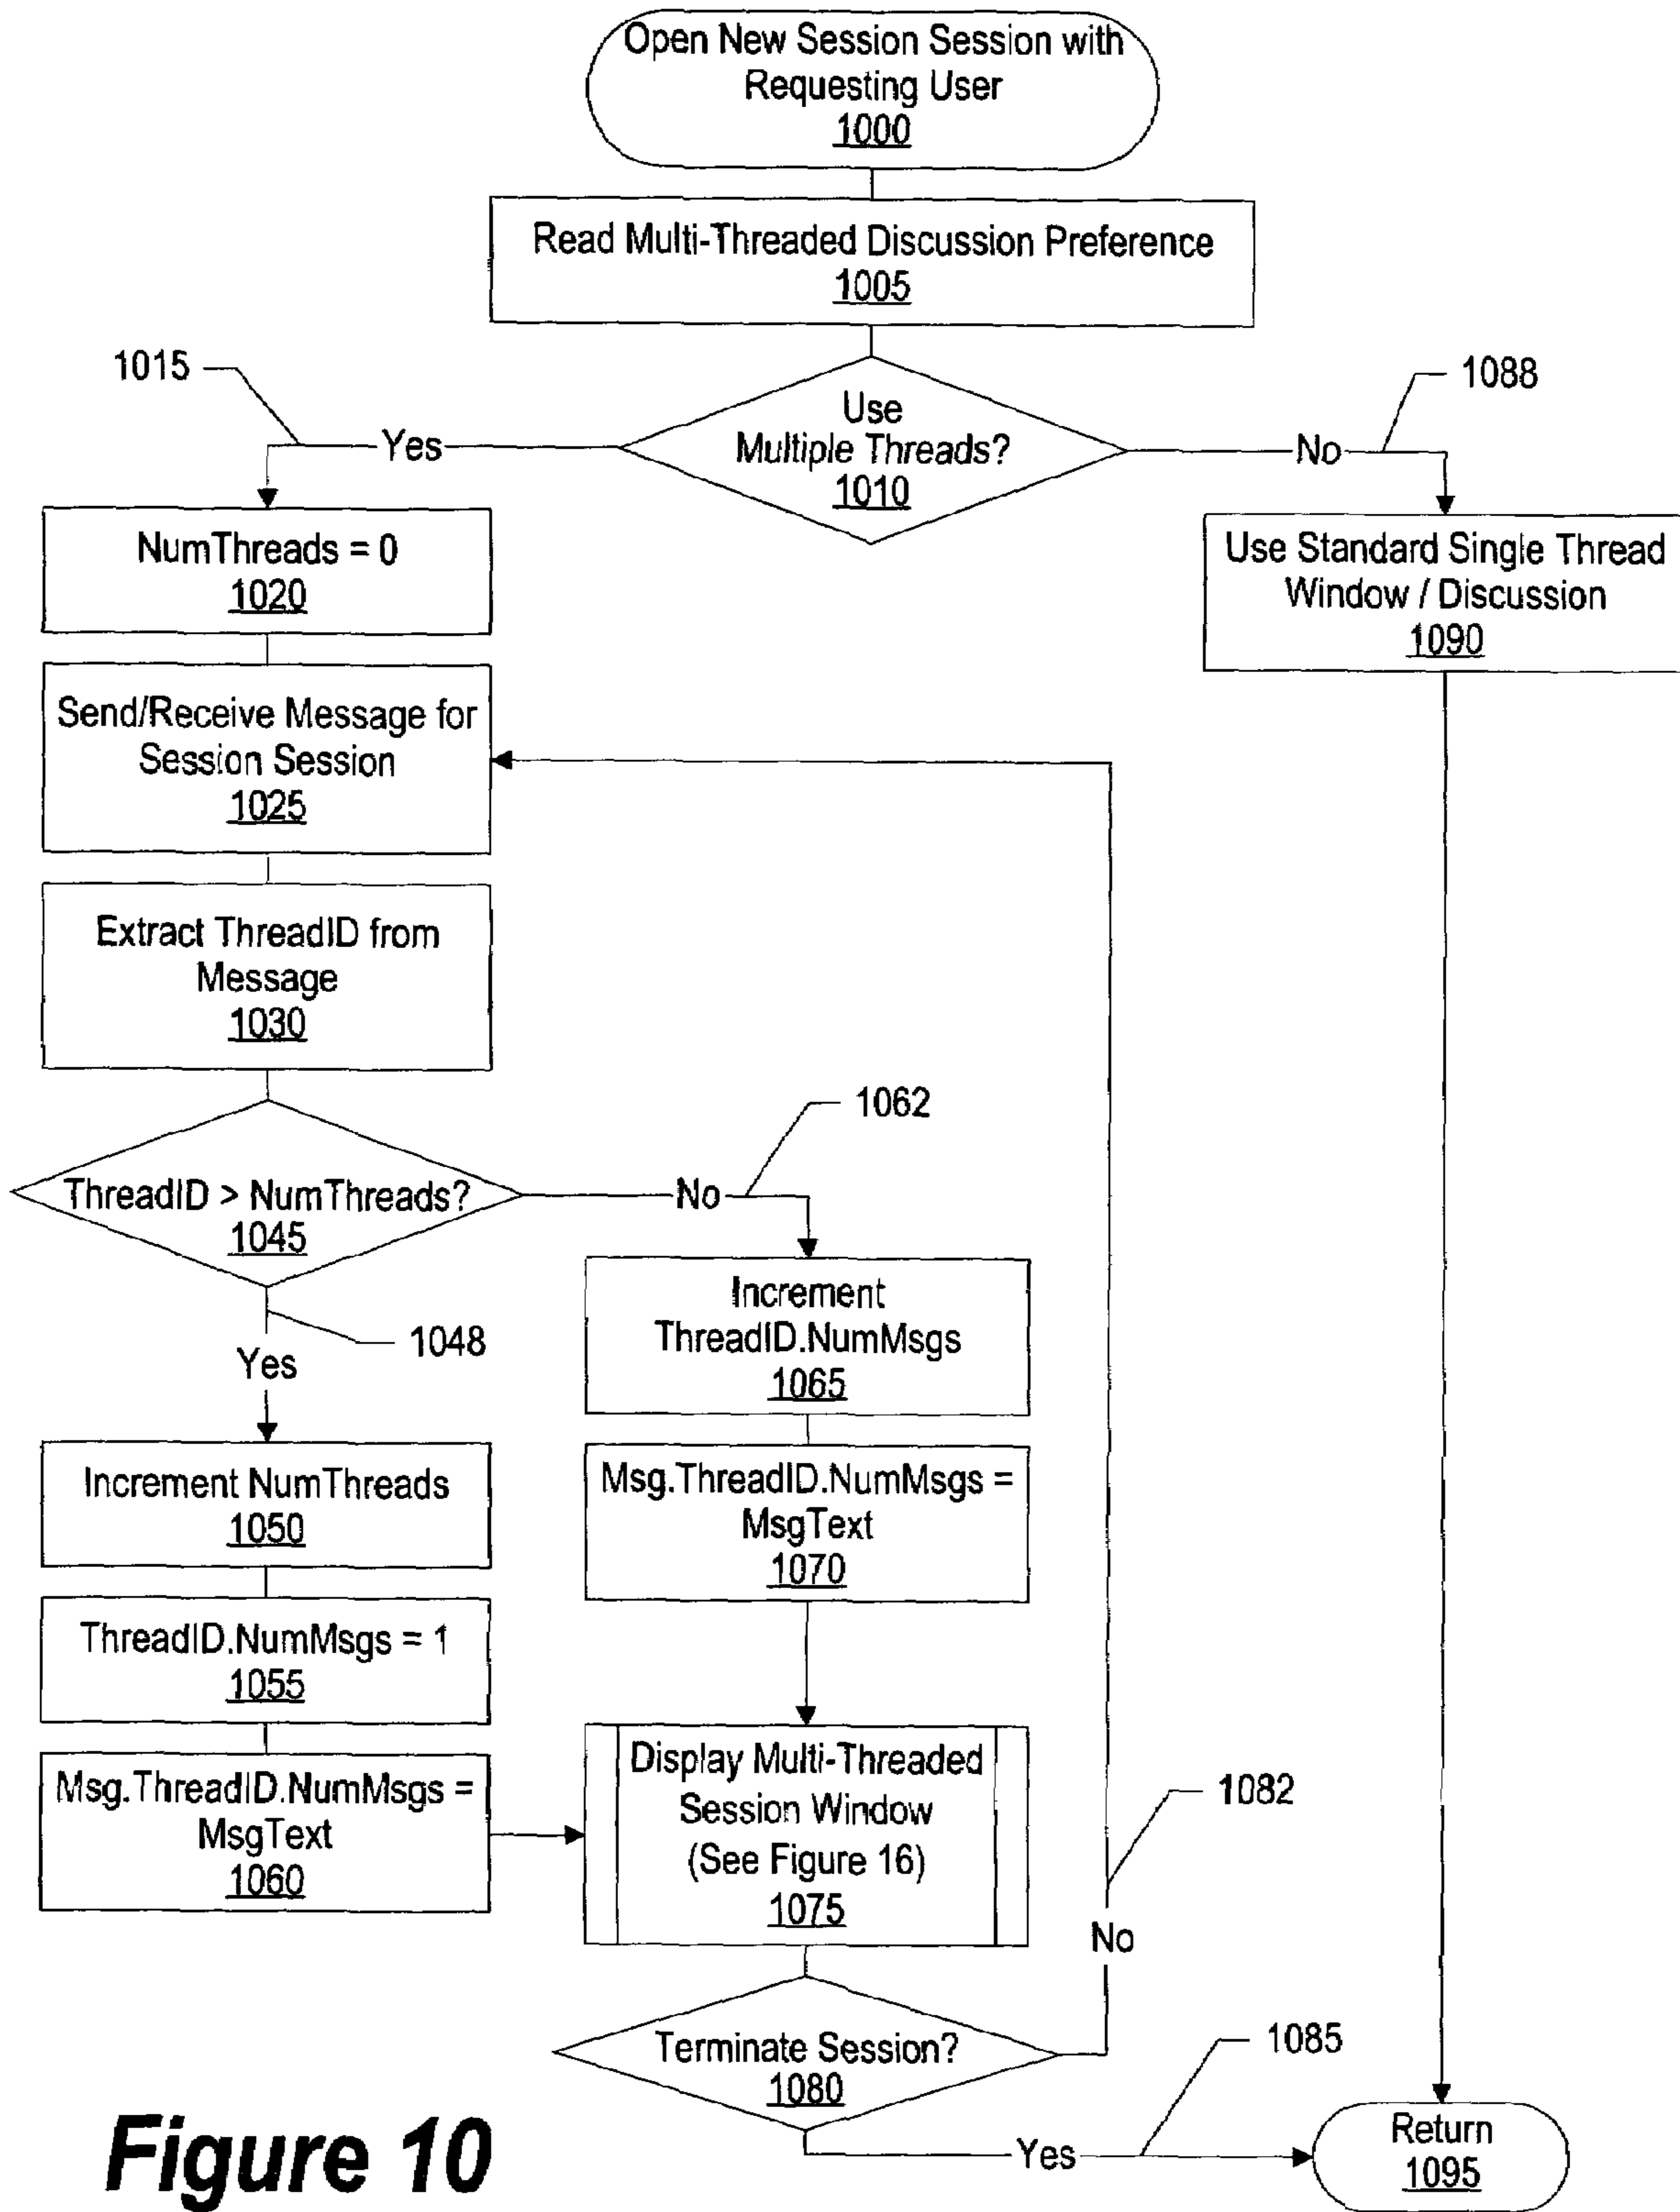 Open New Session Session with
Requesting User
1000
Read Multi-Threaded Discussion Preference
1005
1015
1088
Use
Multiple Threads?
1010
Yes
No
NumThreads = 0
1020
Use Standard Single Thread
Window / Discussion
1090
Send/Receive Message for
Session Session
1025
Extract ThreadID from
Message
1030
1062
ThreadID > NumThreads?
1045
No
1048
Yes
Increment
ThreadID.NumMsgs
1065
Increment NumThreads
1050
Msg.ThreadID.NumMsgs =
MsgText
1070
ThreadID.NumMsgs = 1
1055
Msg.ThreadID.NumMsgs =
MsgText
1060
Display Multi-Threaded
Session Window
(See Figure 16)
1075
1082
No
Terminate Session?
1080
1085
Yes
Return
1095
Figure 10